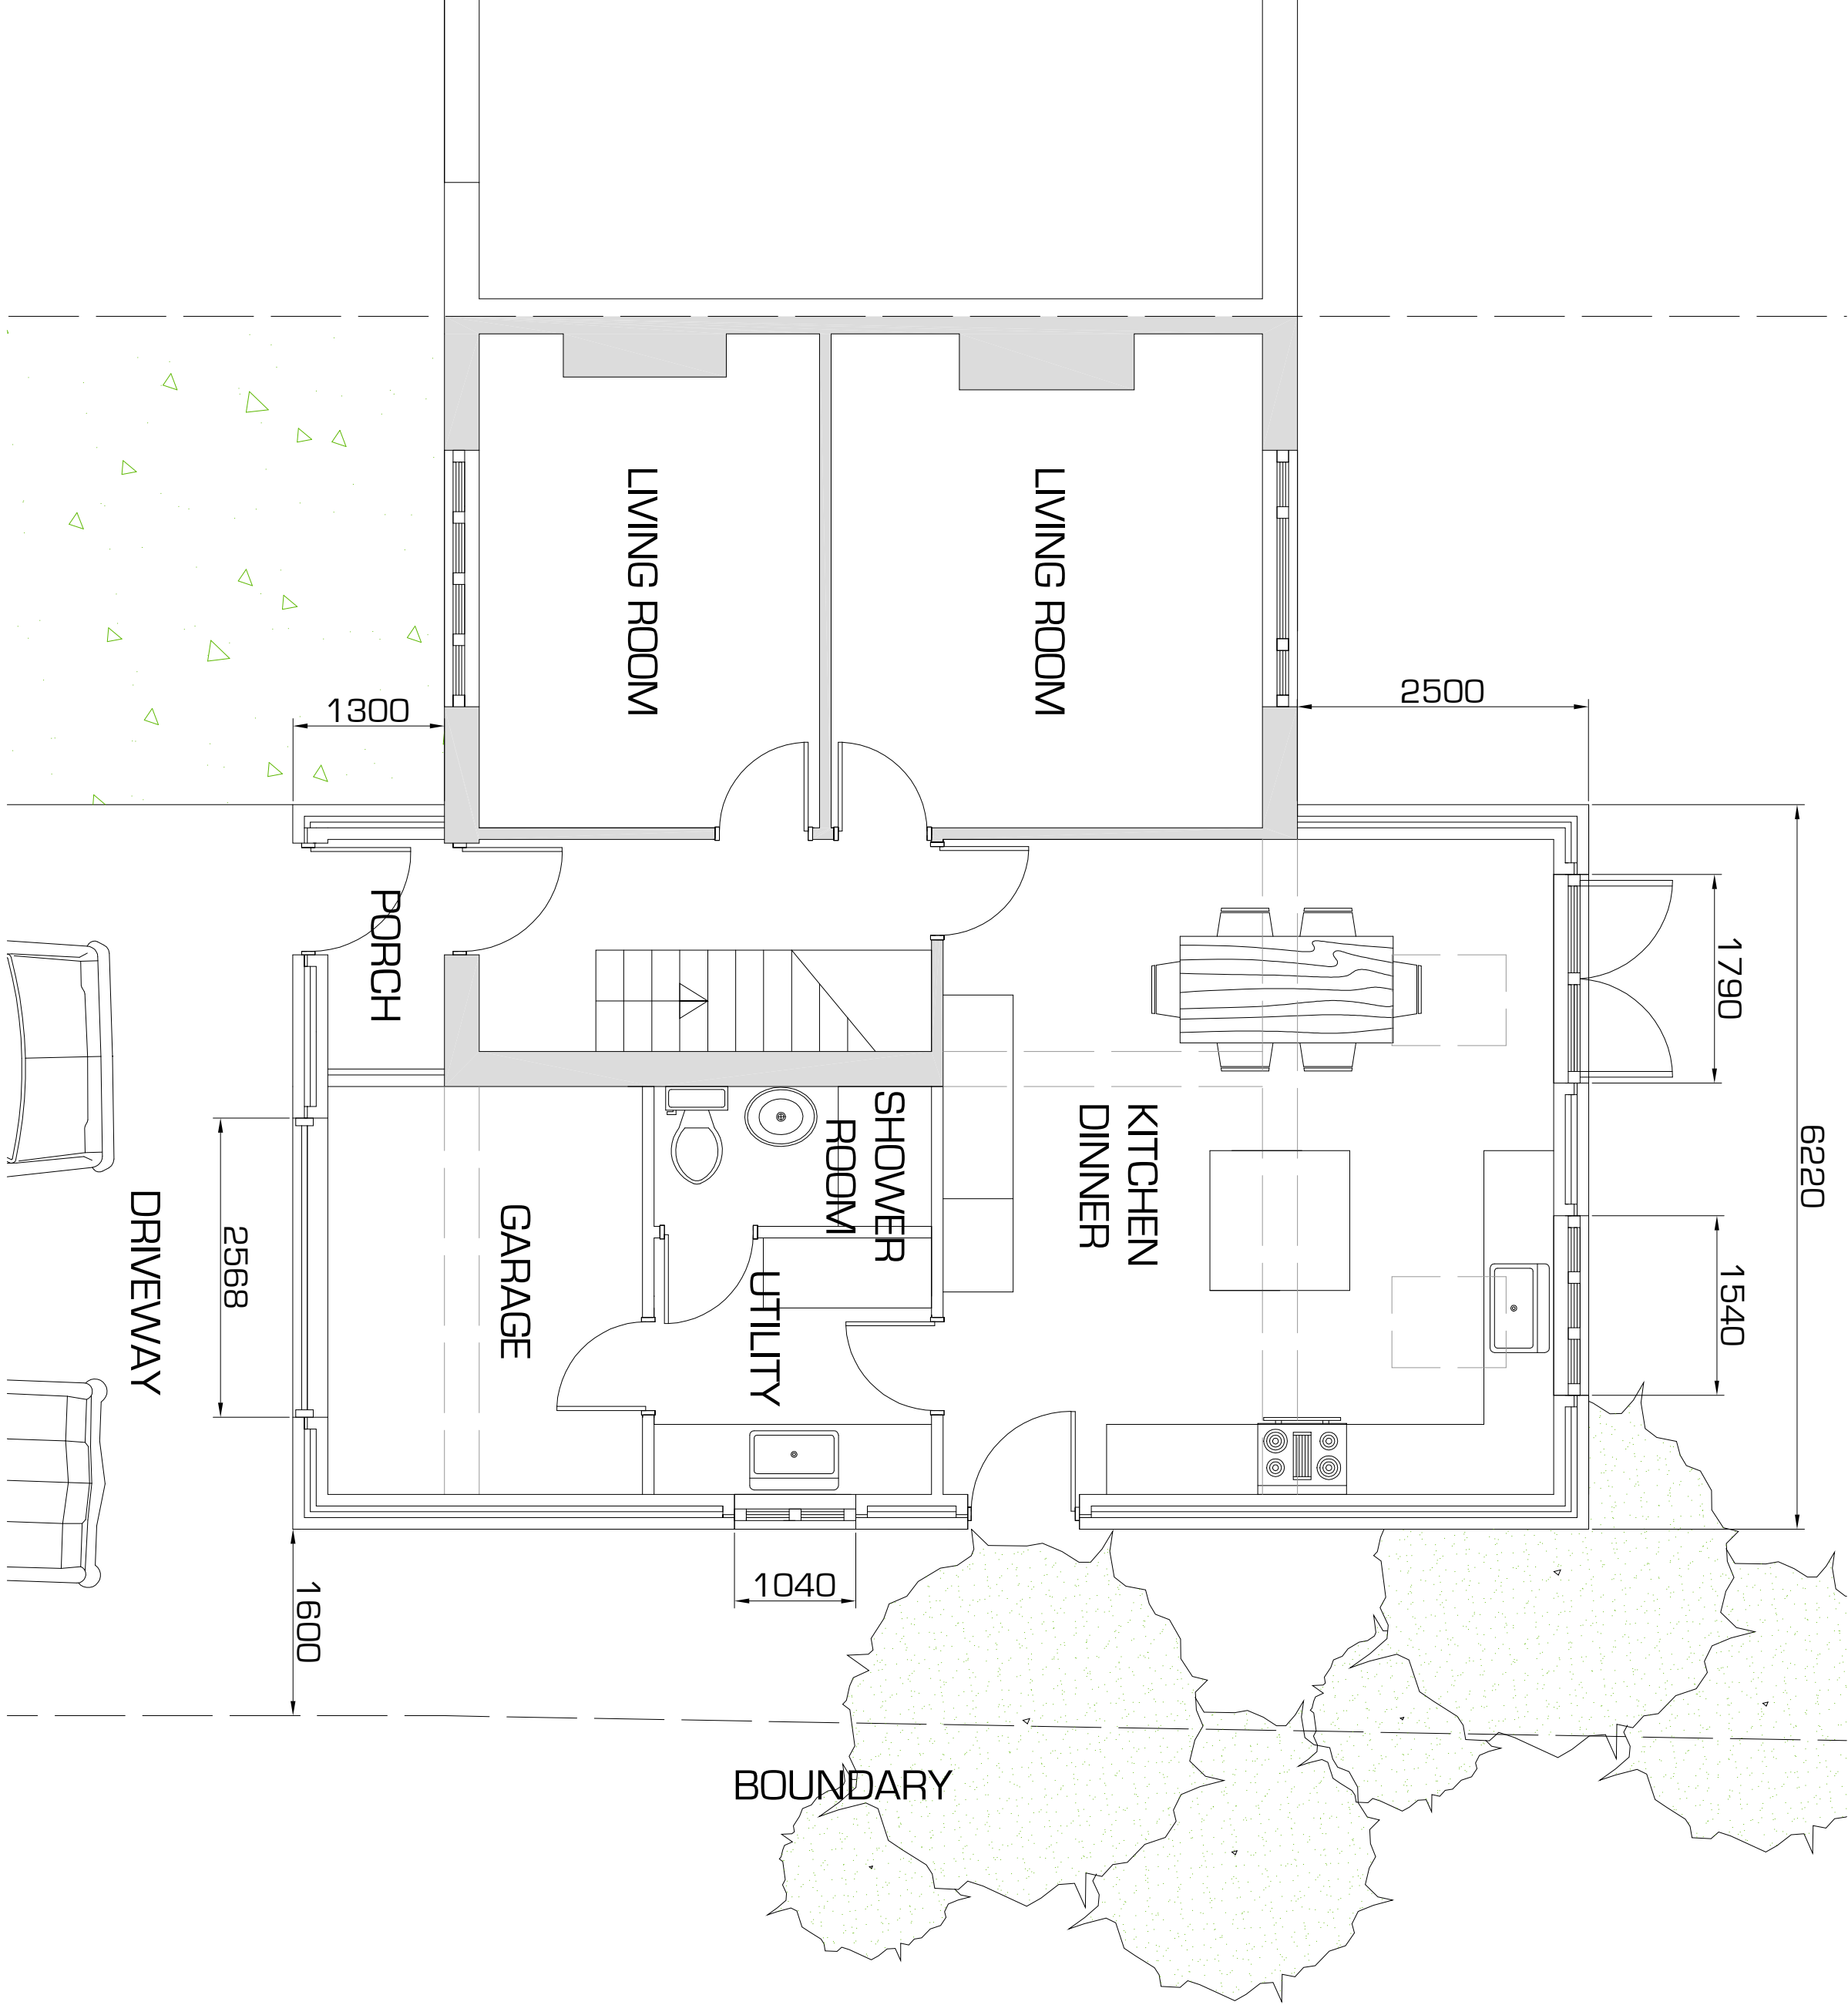 LIVING ROOM
LIVING ROOM
2500
1300
PORCH
1790
6220
SHOWER
ROOM
KITCHEN
DINNER
DRIVEWAY
2568
GARAGE
UTILITY
1540
1600
1040
BOUNDARY